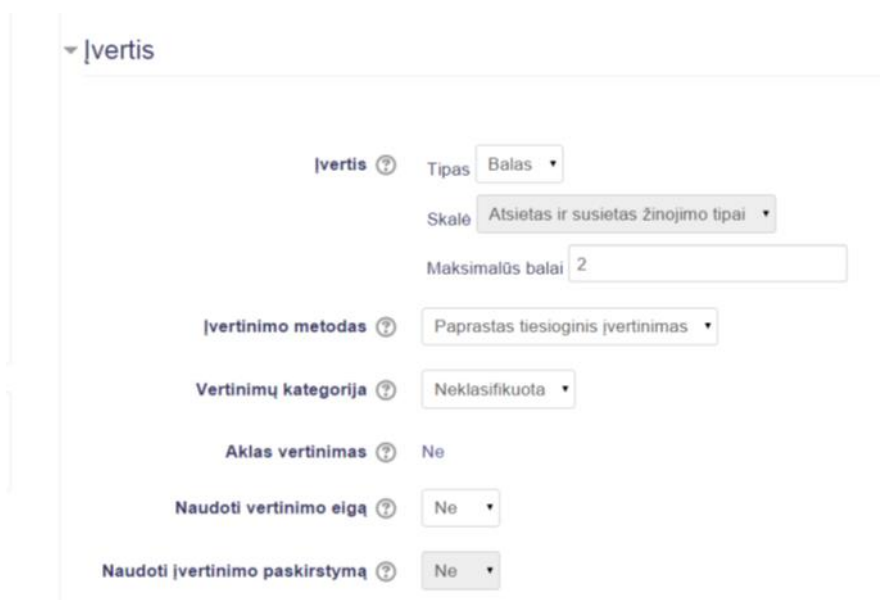 Įvertis
Įvertis Tipas Balas
Skalė Atsietas ir susietas žinojimo tipai
Maksimalūs balai 2
Įvertinimo metodas Paprastas tiesioginis įvertinimas
Vertinimų kategorija Neklasifikuota
Aklas vertinimas Ne
Naudoti vertinimo eigą Ne
Naudoti įvertinimo paskirstymą Ne